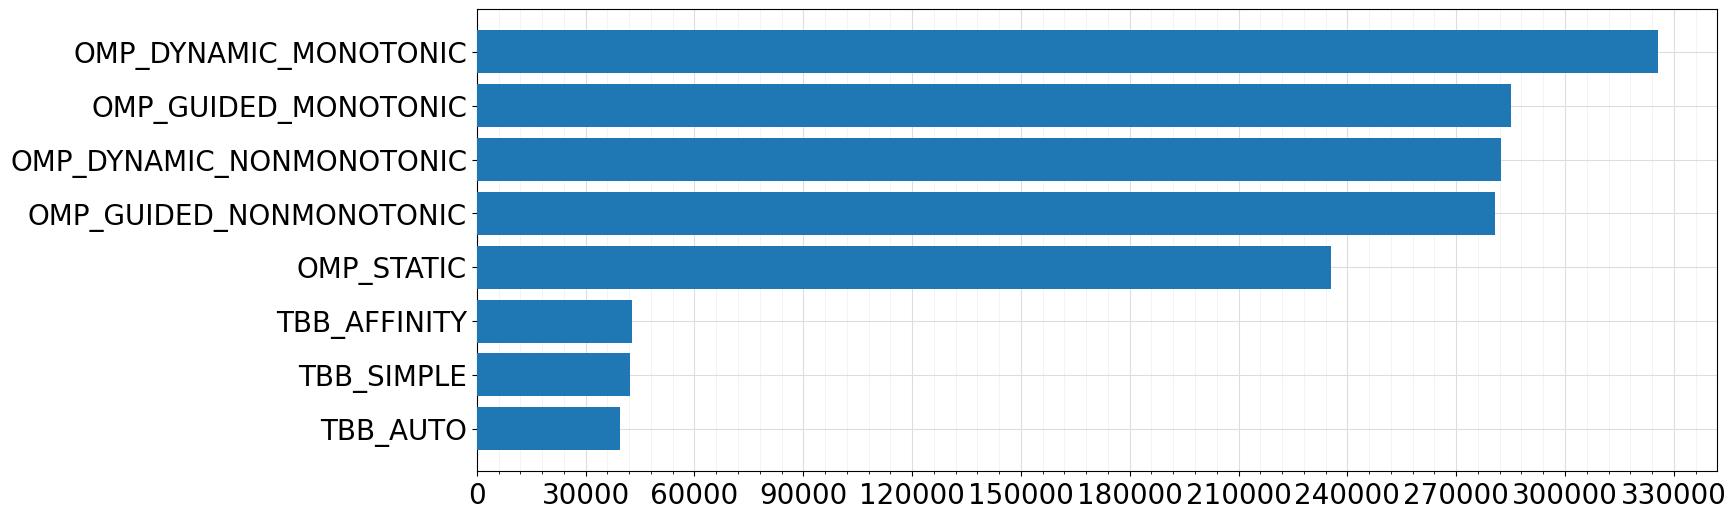 OMP_DYNAMIC_MONOTONIC
OMP_GUIDED_MONOTONIC
OMP_DYNAMIC_NONMONOTONIC
OMP_GUIDED_NONMONOTONIC
OMP_STATIC
TBB_AFFINITY
TBB_SIMPLE
TBB_AUTO
0 30000 60000 90000 120000 150000 180000 210000 240000 270000 300000 330000